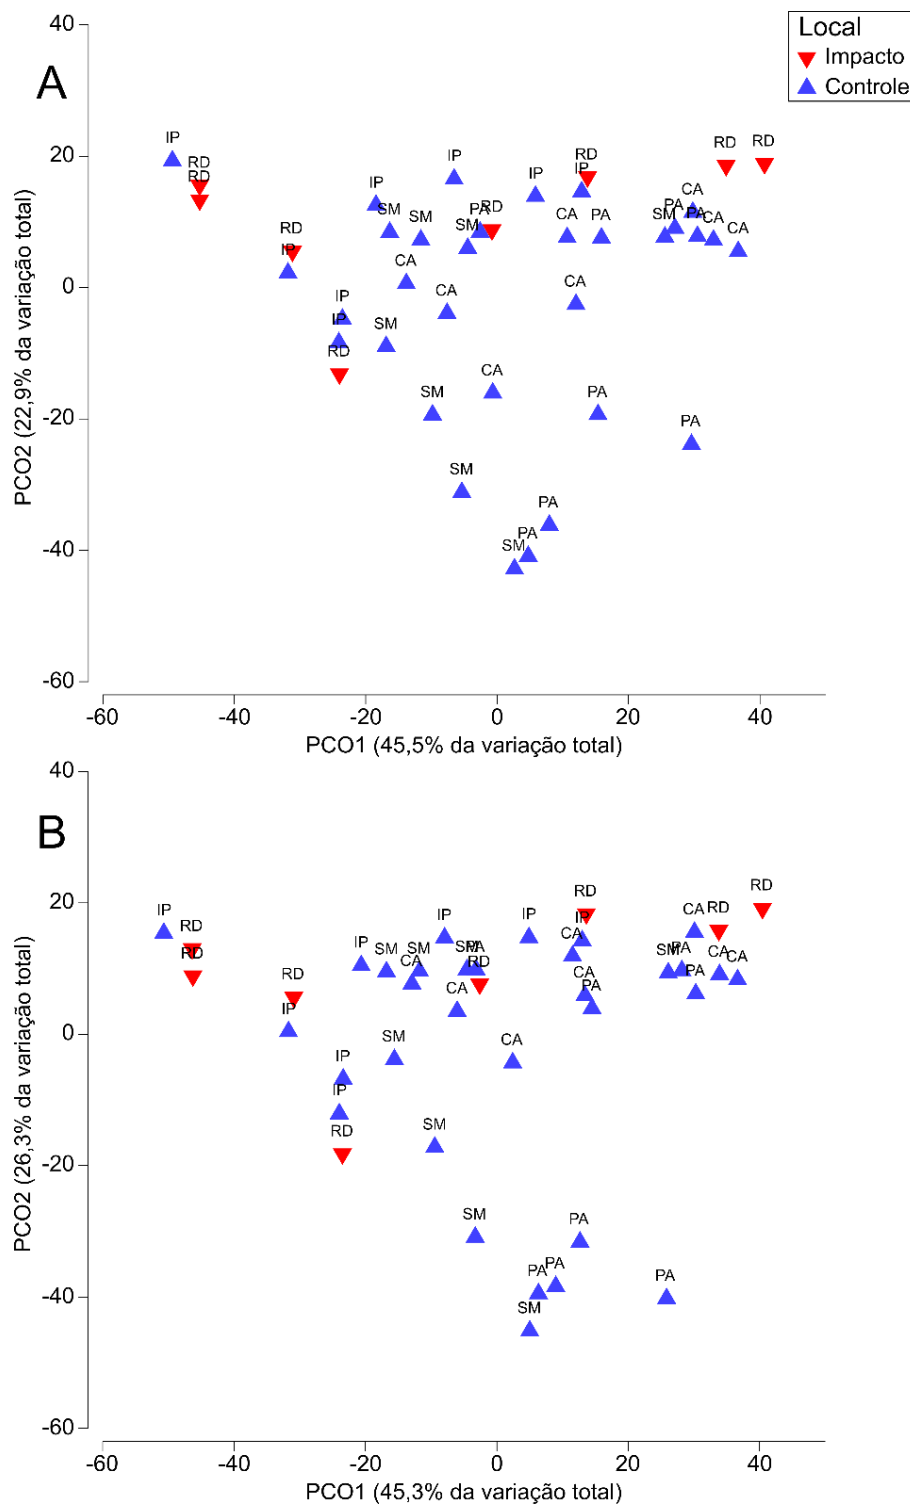 40
A
Local
Impacto
Controle
IP
RD
RD
IP
RD
IP
RD
RD
IP
IP
SM
SM
SM
PA
RD
CA
PA
SM
PA
CA
PA
CA
CA
RD
IP
CA
CA
CA
IP
IP
RD
SM
SM
CA
PA
PA
SM
PA
PA
SM
20
0
-20
-40
-60
PCO2 (22,9% da variação total)
-60 -40 -20 0 20 40
PCO1 (45,5% da variação total)
40
B
RD
RD
IP
RD
RD
IP
IP
IP
CA
RD
IP
SM
CA
SM
SM
PA
RD
CA
SM
PA
PA
CA
CA
RD
IP
CA
CA
PA
IP
IP
RD
SM
CA
SM
SM
PA
PA
PA
PA
SM
20
0
-20
-40
-60
PCO2 (26,3% da variação total)
-60 -40 -20 0 20 40
PCO1 (45,3% da variação total)